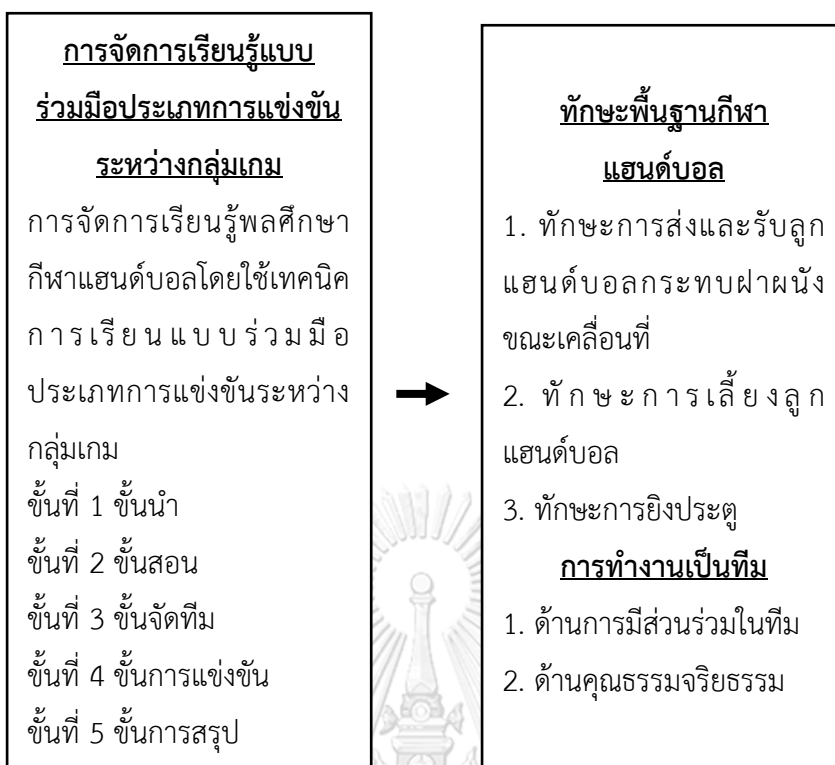 การจัดการเรียนรู้แบบ
ร่วมมือประเภทการแข่งขัน
ระหว่างกลุ่มเกม
การจัดการเรียนรู้พลศึกษา
กีฬาแฮนด์บอลโดยใช้เทคนิค
การเรียนแบบร่วมมือ
ประเภทการแข่งขันระหว่าง
กลุ่มเกม
ขั้นที่ 1 ขั้นนำ
ขั้นที่ 2 ขั้นสอน
ขั้นที่ 3 ขั้นจัดทีม
ขั้นที่ 4 ขั้นการแข่งขัน
ขั้นที่ 5 ขั้นการสรุป
ทักษะพื้นฐานกีฬา
แฮนด์บอล
1. ทักษะการส่งและรับลูก
แฮนด์บอลกระทบฝาผนัง
ขณะเคลื่อนที่
2. ทักษะการเลี้ยงลูก
แฮนด์บอล
3. ทักษะการยิงประตู
การทำงานเป็นทีม
1. ด้านการมีส่วนร่วมในทีม
2. ด้านคุณธรรมจริยธรรม